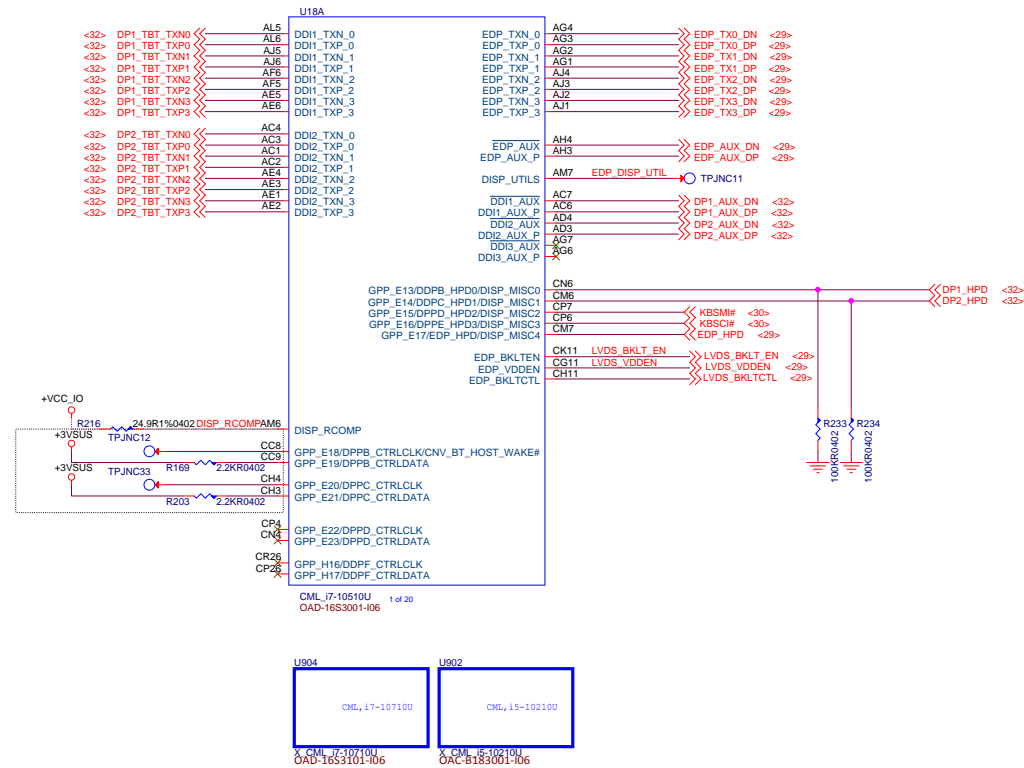 U18A
<32> DP1_TBT_TXN0 AL5 DDI1_TXN_0 EDP_TXN_0 AG4 EDP_TX0_DN <29>
<32> DP1_TBT_TXP0 AL6 DDI1_TXP_0 EDP_TXP_0 AG3 EDP_TX0_DP <29>
<32> DP1_TBT_TXN1 AJ5 DDI1_TXN_1 EDP_TXN_1 AG2 EDP_TX1_DN <29>
<32> DP1_TBT_TXP1 AJ6 DDI1_TXP_1 EDP_TXP_1 AG1 EDP_TX1_DP <29>
<32> DP1_TBT_TXN2 AF6 DDI1_TXN_2 EDP_TXN_2 AJ4 EDP_TX2_DN <29>
<32> DP1_TBT_TXP2 AF5 DDI1_TXP_2 EDP_TXP_2 AJ3 EDP_TX2_DP <29>
<32> DP1_TBT_TXN3 AE5 DDI1_TXN_3 EDP_TXN_3 AJ2 EDP_TX3_DN <29>
<32> DP1_TBT_TXP3 AE6 DDI1_TXP_3 EDP_TXP_3 AJ1 EDP_TX3_DP <29>
<32> DP2_TBT_TXN0 AC4 DDI2_TXN_0
<32> DP2_TBT_TXP0 AC3 DDI2_TXP_0 EDP_AUX AH4 EDP_AUX_DN <29>
<32> DP2_TBT_TXN1 AC1 DDI2_TXN_1 EDP_AUX_P AH3 EDP_AUX_DP <29>
<32> DP2_TBT_TXP1 AC2 DDI2_TXP_1
<32> DP2_TBT_TXN2 AE4 DDI2_TXN_2 DISP_UTILS AM7 EDP_DISP_UTIL TPJNC11
<32> DP2_TBT_TXP2 AE3 DDI2_TXP_2
<32> DP2_TBT_TXN3 AE1 DDI2_TXN_3 DDI1_AUX AC7 DP1_AUX_DN <32>
<32> DP2_TBT_TXP3 AE2 DDI2_TXP_3 DDI1_AUX_P AC6 DP1_AUX_DP <32>
DDI2_AUX AD4 DP2_AUX_DN <32>
DDI2_AUX_P AD3 DP2_AUX_DP <32>
DDI3_AUX AG7
DDI3_AUX_P AG6
GPP_E13/DDPB_HPD0/DISP_MISC0 CN6 DP1_HPD <32>
GPP_E14/DDPC_HPD1/DISP_MISC1 CM6 DP2_HPD <32>
GPP_E15/DPPD_HPD2/DISP_MISC2 CP7 KBSMI# <30>
GPP_E16/DPPE_HPD3/DISP_MISC3 CP6 KBSCI# <30>
GPP_E17/EDP_HPD/DISP_MISC4 CM7 EDP_HPD <29>
EDP_BKLTEN CK11 LVDS_BKLT_EN LVDS_BKLT_EN <29>
EDP_VDDEN CG11 LVDS_VDDEN LVDS_VDDEN <29>
EDP_BKLTCTL CH11 LVDS_BKLTCTL <29>
+VCC_IO
R216 24.9R1%0402 DISP_RCOMP AM6 DISP_RCOMP
R233 100KR0402
R234 100KR0402
+3VSUS TPJNC12 CC8 GPP_E18/DPPB_CTRLCLK/CNV_BT_HOST_WAKE#
R169 2.2KR0402 CC9 GPP_E19/DPPB_CTRLDATA
+3VSUS TPJNC33 CH4 GPP_E20/DPPC_CTRLCLK
R203 2.2KR0402 CH3 GPP_E21/DPPC_CTRLDATA
CP4 GPP_E22/DPPD_CTRLCLK
CN4 GPP_E23/DPPD_CTRLDATA
CR26 GPP_H16/DDPF_CTRLCLK
CP26 GPP_H17/DDPF_CTRLDATA
CML_i7-10510U 1 of 20
OAD-16S3001-I06
U904 U902
CML,i7-10710U CML,i5-10210U
X_CML_i7-10710U X_CML_i5-10210U
OAD-16S3101-I06 OAC-B183001-I06